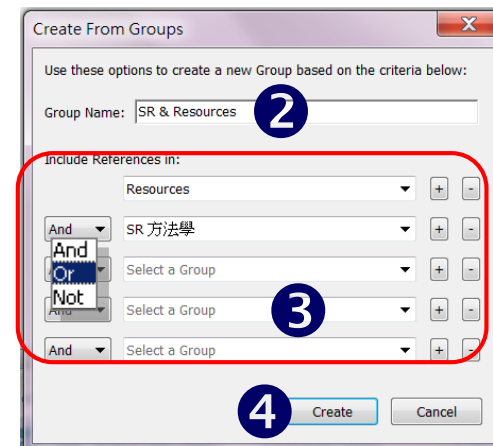 Create From Groups
Use these options to create a new Group based on the criteria below:
Group Name: SR & Resources 2
Include References in:
Resources + -
And SR 方法學 + -
And
Or Select a Group + -
Not
And Select a Group 3 + -
And Select a Group + -
4 Create Cancel